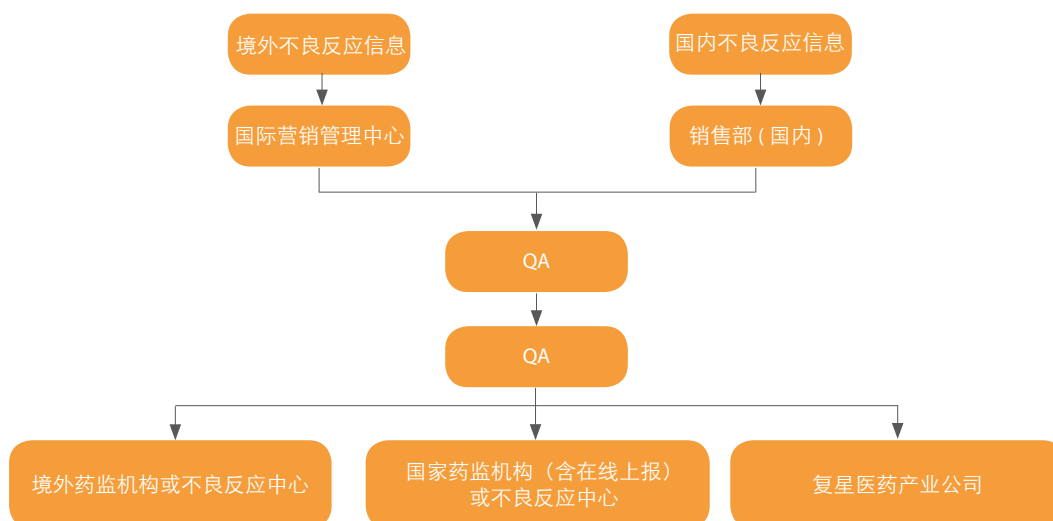 境外不良反应信息
国内不良反应信息
国际营销管理中心
销售部 ( 国内 )
QA
QA
境外药监机构或不良反应中心
国家药监机构（含在线上报）
或不良反应中心
复星医药产业公司